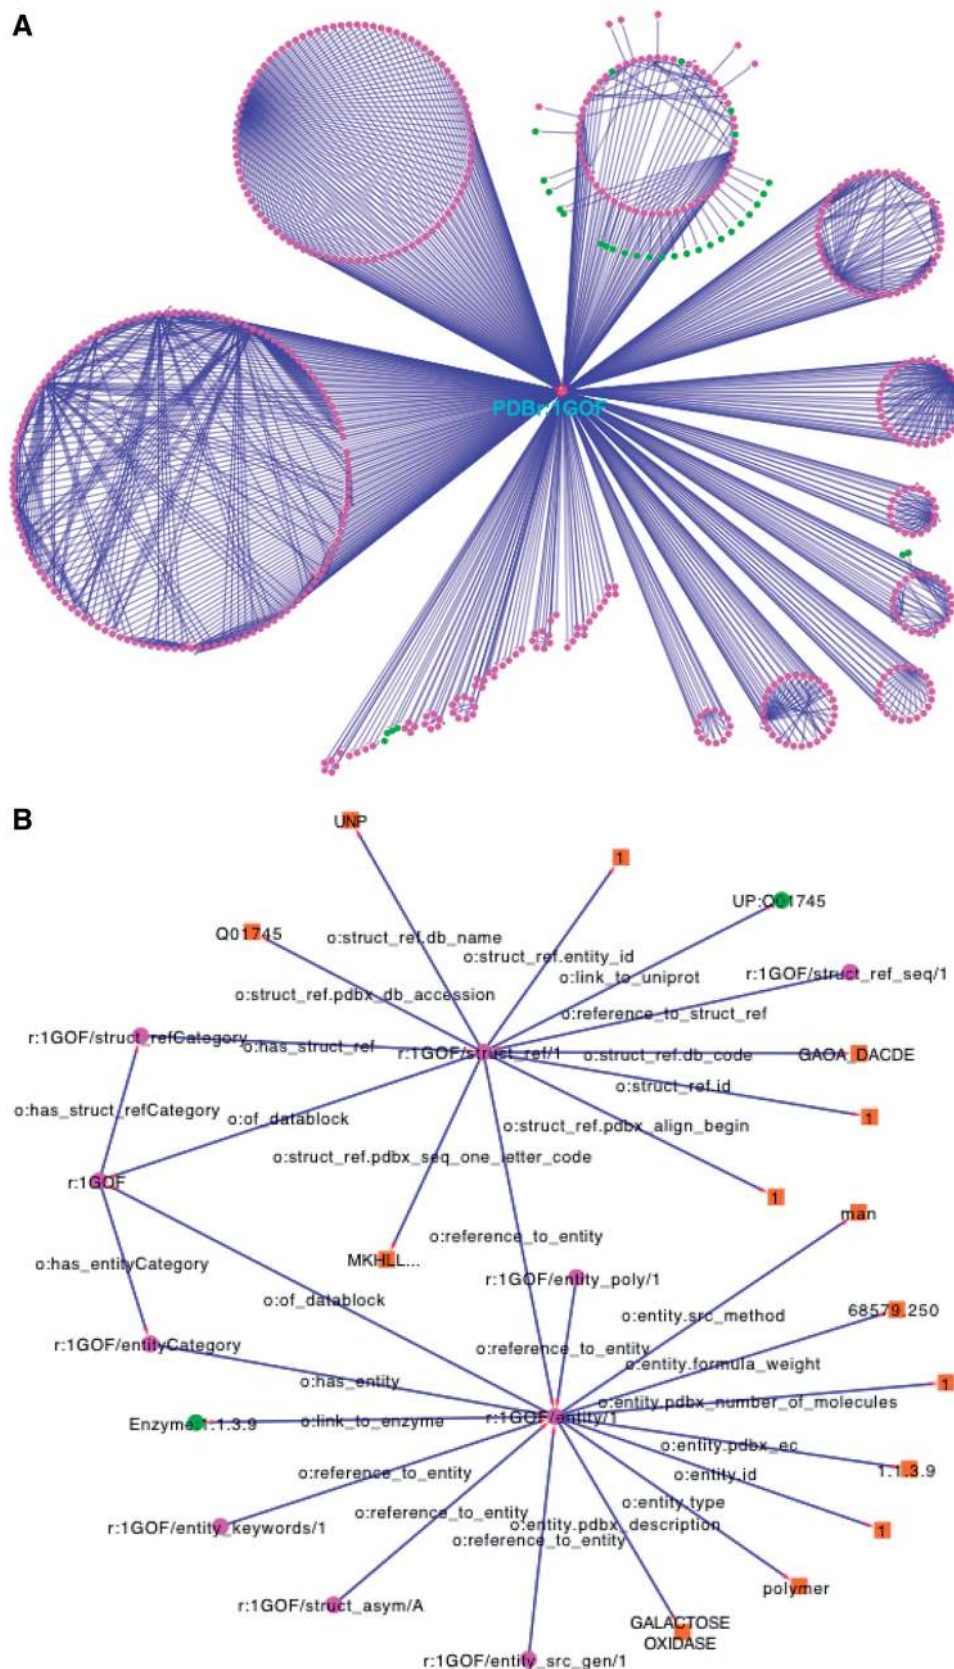 A
PDBr:1GOF
B
UNP
1
UP:Q01745
Q01745
o:struct_ref.db_name
o:struct_ref.entity_id
r:1GOF/struct_ref_seq/1
o:link_to_uniprot
o:struct_ref.pdbx_db_accession
o:reference_to_struct_ref
r:1GOF/struct_refCategory
o:has_struct_ref
r:1GOF/struct_ref/1
o:struct_ref.db_code
GAOA_DACDE
o:struct_ref.id
o:has_struct_refCategory
o:of_datablock
1
o:struct_ref.pdbx_align_begin
o:struct_ref.pdbx_seq_one_letter_code
r:1GOF
1
man
o:reference_to_entity
MKHLL...
o:has_entityCategory
r:1GOF/entity_poly/1
o:of_datablock
68579.250
o:entity.src_method
r:1GOF/entityCategory
o:reference_to_entity
o:entity.formula_weight
o:has_entity
1
o:entity.pdbx_number_of_molecules
Enzyme:1.1.3.9
o:link_to_enzyme
r:1GOF/entity/1
o:entity.pdbx_ec
1.1.3.9
o:reference_to_entity
o:entity.id
o:entity.type
o:reference_to_entity
o:entity.pdbx_description
r:1GOF/entity_keywords/1
1
o:reference_to_entity
polymer
r:1GOF/struct_asym/A
GALACTOSE
OXIDASE
r:1GOF/entity_src_gen/1